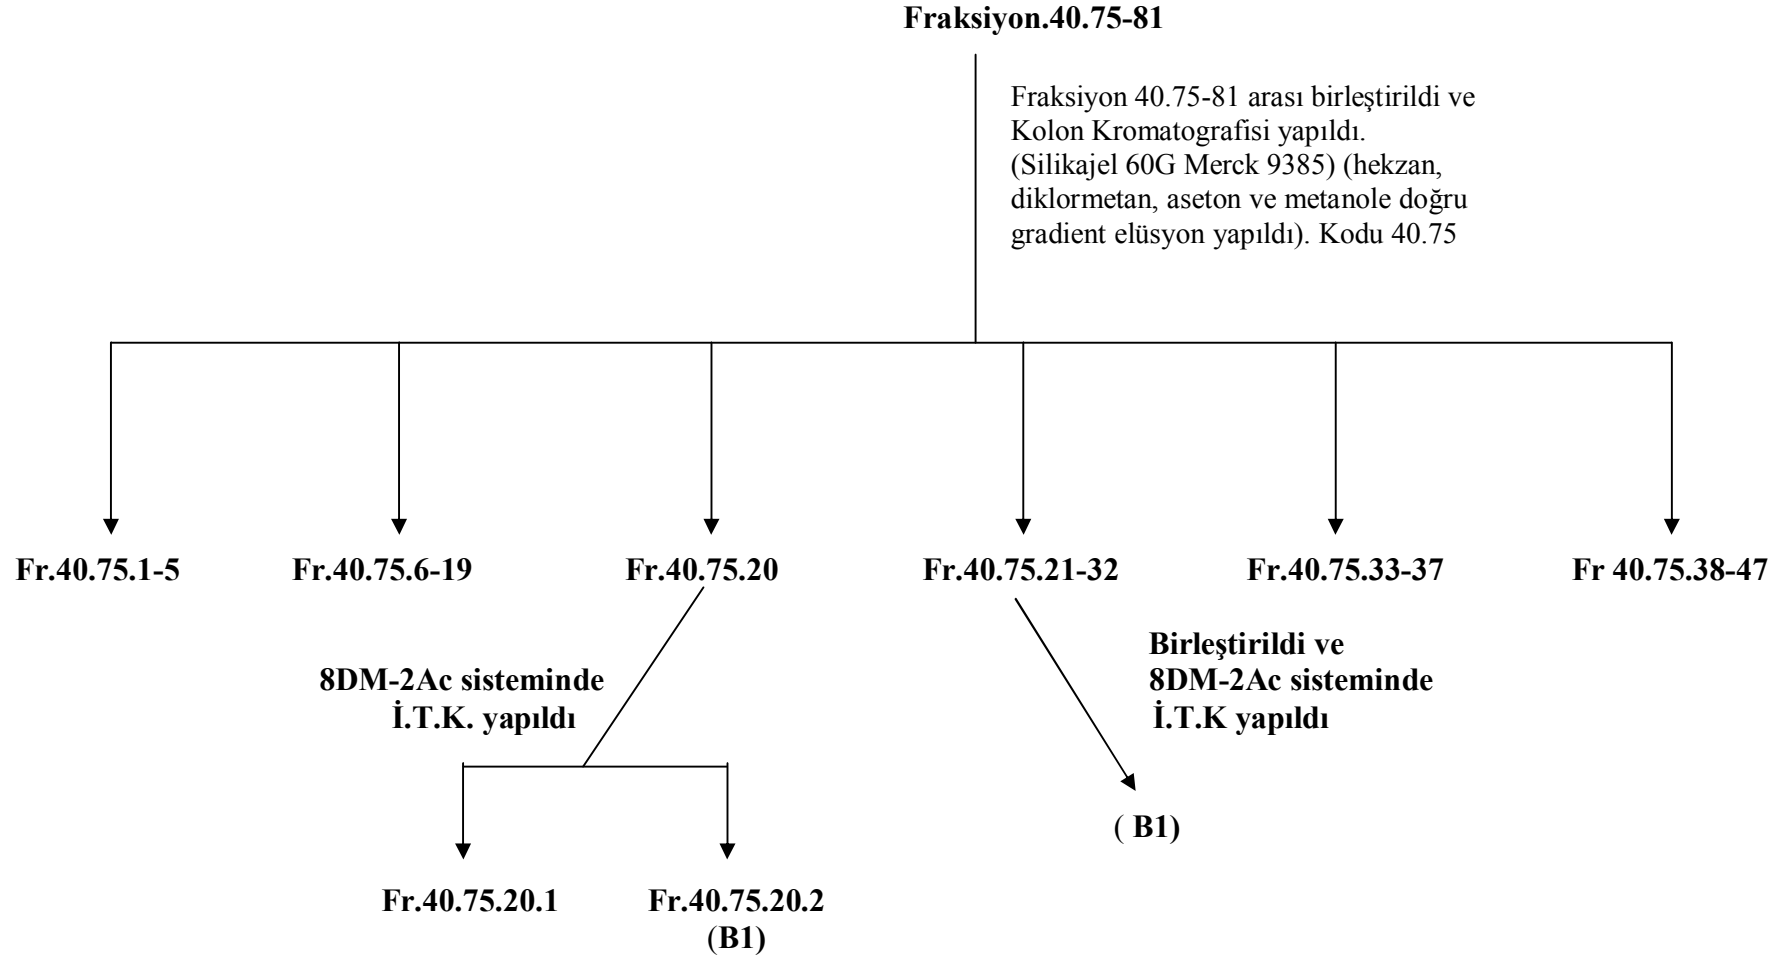 Fraksiyon.40.75-81
Fraksiyon 40.75-81 arası birleştirildi ve
Kolon Kromatografisi yapıldı.
(Silikajel 60G Merck 9385) (hekzan,
diklormetan, aseton ve metanole doğru
gradient elüsyon yapıldı). Kodu 40.75
Fr.40.75.1-5
Fr.40.75.6-19
Fr.40.75.20
Fr.40.75.21-32
Fr.40.75.33-37
Fr 40.75.38-47
8DM-2Ac sisteminde
İ.T.K. yapıldı
Birleştirildi ve
8DM-2Ac sisteminde
İ.T.K yapıldı
( B1)
Fr.40.75.20.1
Fr.40.75.20.2
(B1)